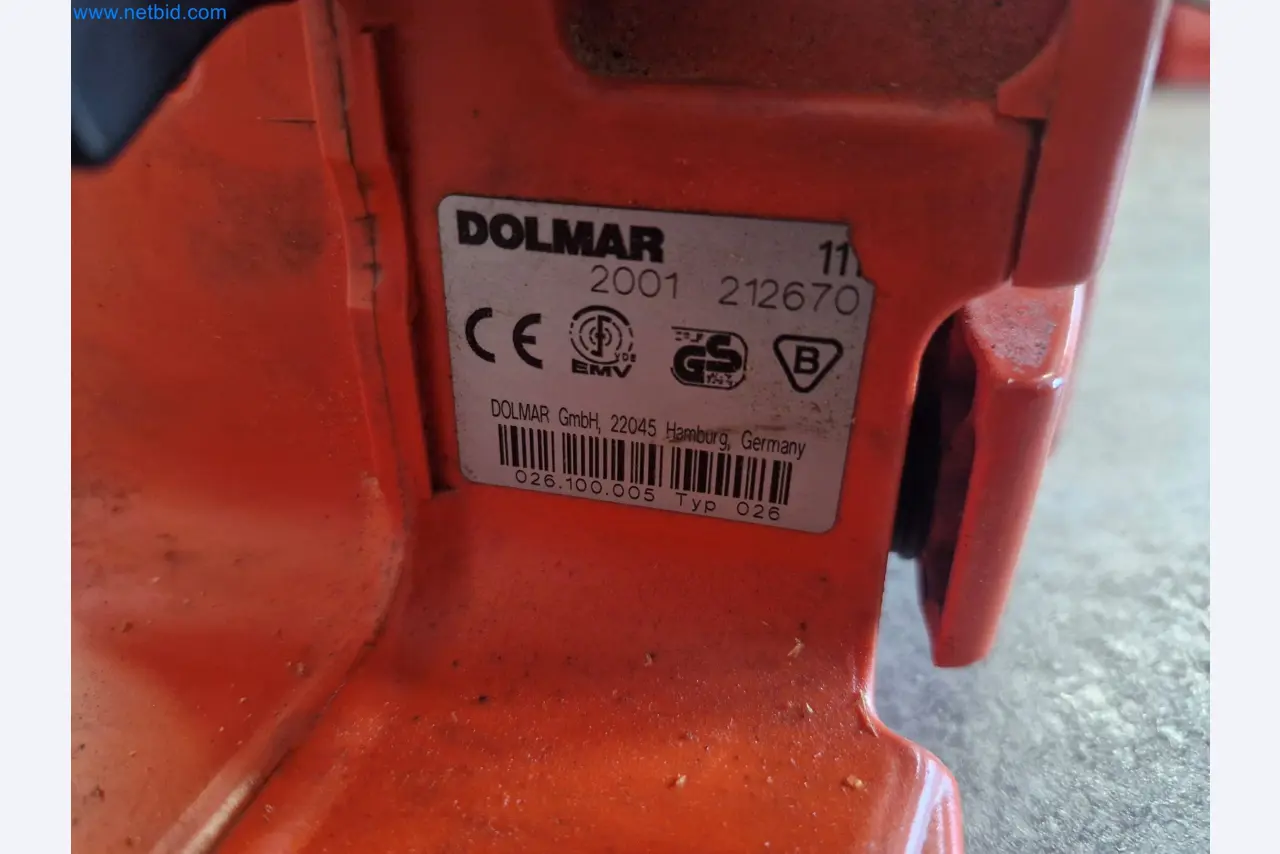 www.netbid.com
DOLMAR 11
2001 212670
CE EMV GS B
DOLMAR GmbH, 22045 Hamburg, Germany
026.100.005 Typ 026